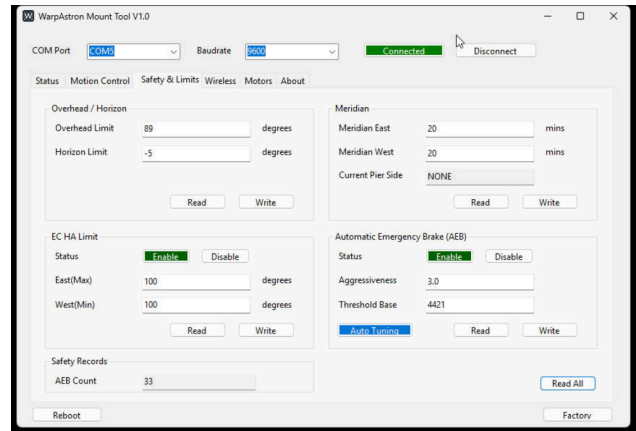 W WarpAstron Mount Tool V1.0
COM Port COM5 Baudrate 9600 Connected Disconnect
Status Motion Control Safety & Limits Wireless Motors About
Overhead / Horizon
Overhead Limit 89 degrees
Horizon Limit -5 degrees
Read Write
Meridian
Meridian East 20 mins
Meridian West 20 mins
Current Pier Side NONE
Read Write
EC HA Limit
Status Enable Disable
East(Max) 100 degrees
West(Min) 100 degrees
Read Write
Automatic Emergency Brake (AEB)
Status Enable Disable
Aggressiveness 3.0
Threshold Base 4421
Auto Tuning Read Write
Safety Records
AEB Count 33
Read All
Reboot Factory